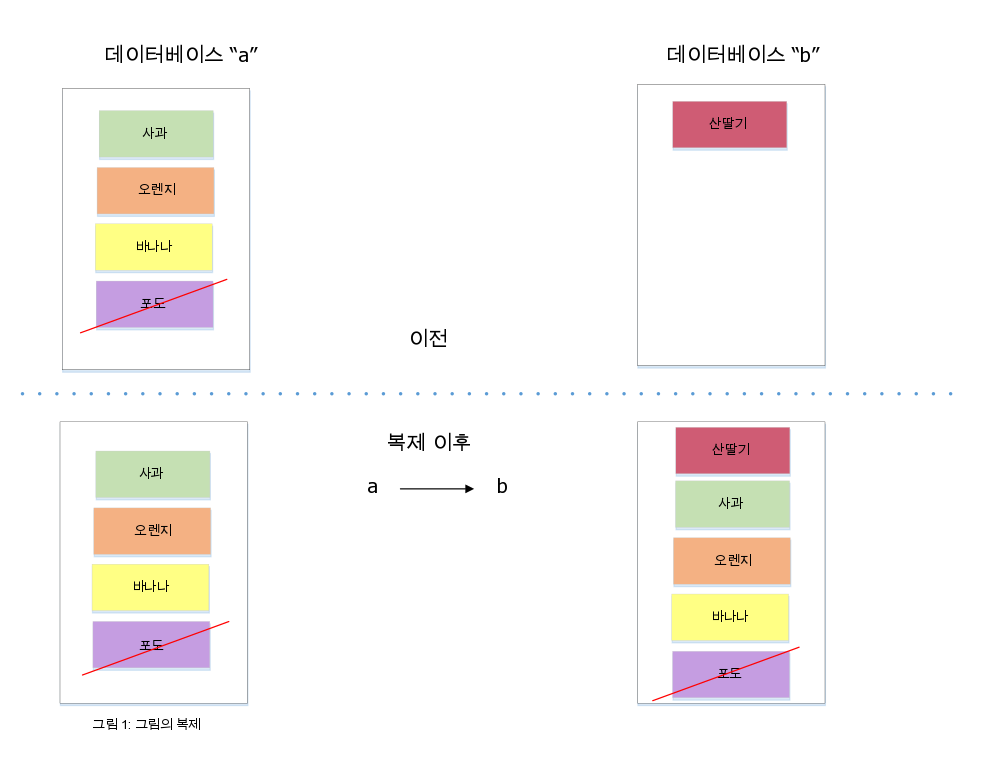 데이터베이스 “a”
데이터베이스 “b”
사과
오렌지
바나나
포도
산딸기
이전
복제 이후
a
b
사과
오렌지
바나나
포도
산딸기
사과
오렌지
바나나
포도
그림 1: 그림의 복제